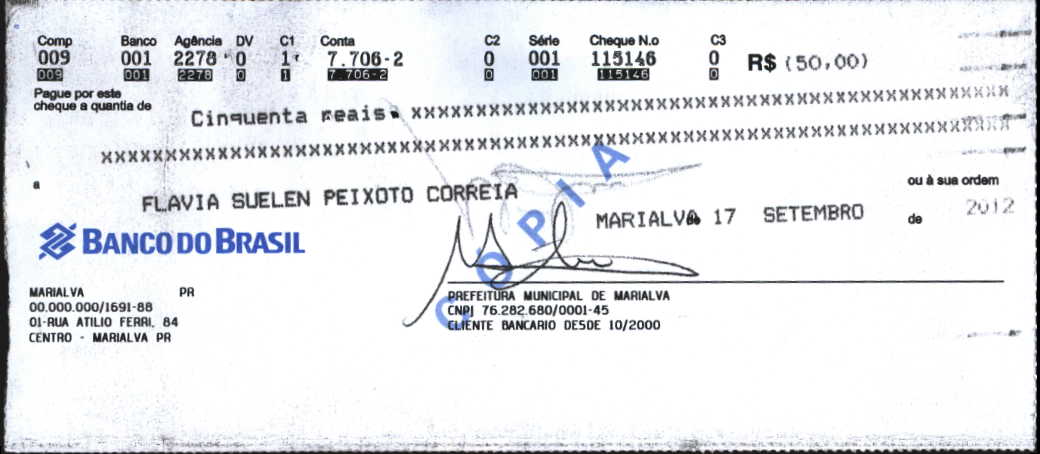 Comp Banco Agência DV C1 Conta C2 Série Cheque N.o C3
009 001 2278 0 1 7.706-2 0 001 115146 0 R$ (50,00)
009 001 2278 0 1 7.706-2 0 001 115146 0
Pague por este
cheque a quantia de
Cinquenta reais. xxxxxxxxxxxxxxxxxxxxxxxxxxxxxxxxxxxxxxxxxxxxxxxxxx
xxxxxxxxxxxxxxxxxxxxxxxxxxxxxxxxxxxxxxxxxxxxxxxxxxxxxxxxxxxxxxxxxxxxxx
a FLAVIA SUELEN PEIXOTO CORREIA ou à sua ordem
MARIALVA 17 SETEMBRO de 2012
BANCO DO BRASIL
CÓPIA
MARIALVA PR
00.000.000/1691-88
01-RUA ATILIO FERRI, 84
CENTRO - MARIALVA PR
PREFEITURA MUNICIPAL DE MARIALVA
CNPJ 76.282.680/0001-45
CLIENTE BANCARIO DESDE 10/2000